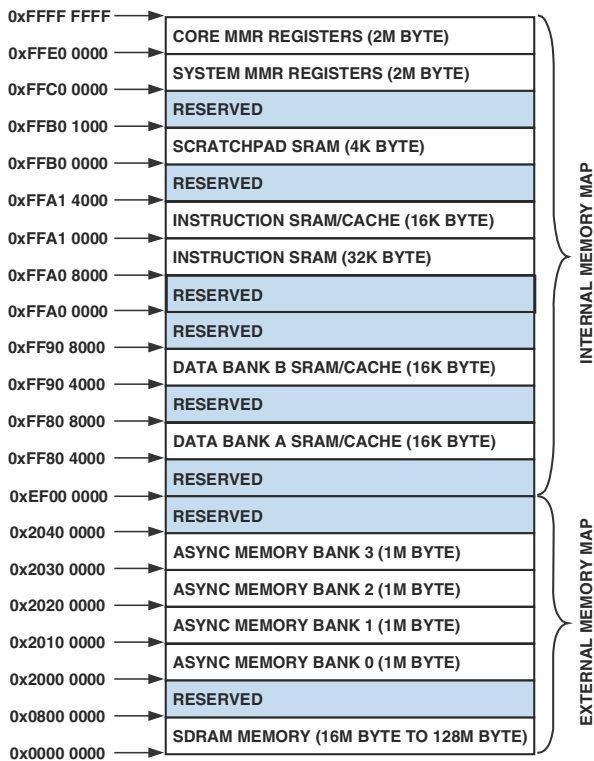 0xFFFF FFFF
CORE MMR REGISTERS (2M BYTE)
0xFFE0 0000
SYSTEM MMR REGISTERS (2M BYTE)
0xFFC0 0000
RESERVED
0xFFB0 1000
SCRATCHPAD SRAM (4K BYTE)
0xFFB0 0000
RESERVED
0xFFA1 4000
INSTRUCTION SRAM/CACHE (16K BYTE)
0xFFA1 0000
INSTRUCTION SRAM (32K BYTE)
0xFFA0 8000
RESERVED
0xFFA0 0000
RESERVED
0xFF90 8000
DATA BANK B SRAM/CACHE (16K BYTE)
0xFF90 4000
RESERVED
0xFF80 8000
DATA BANK A SRAM/CACHE (16K BYTE)
0xFF80 4000
RESERVED
0xEF00 0000
RESERVED
0x2040 0000
ASYNC MEMORY BANK 3 (1M BYTE)
0x2030 0000
ASYNC MEMORY BANK 2 (1M BYTE)
0x2020 0000
ASYNC MEMORY BANK 1 (1M BYTE)
0x2010 0000
ASYNC MEMORY BANK 0 (1M BYTE)
0x2000 0000
RESERVED
0x0800 0000
SDRAM MEMORY (16M BYTE TO 128M BYTE)
0x0000 0000
INTERNAL MEMORY MAP
EXTERNAL MEMORY MAP